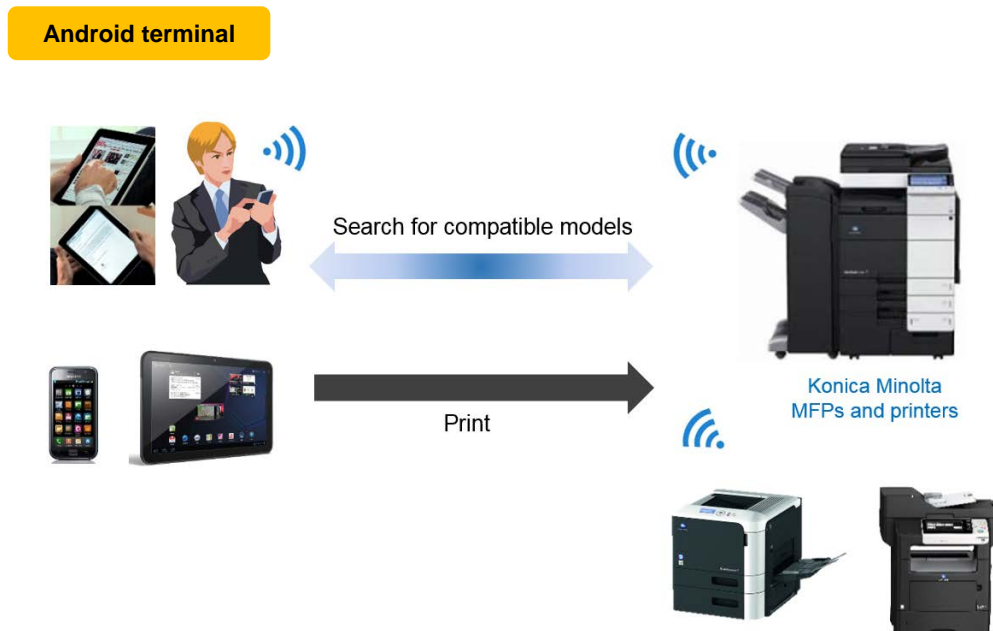 Android terminal
Search for compatible models
Print
Konica Minolta
MFPs and printers